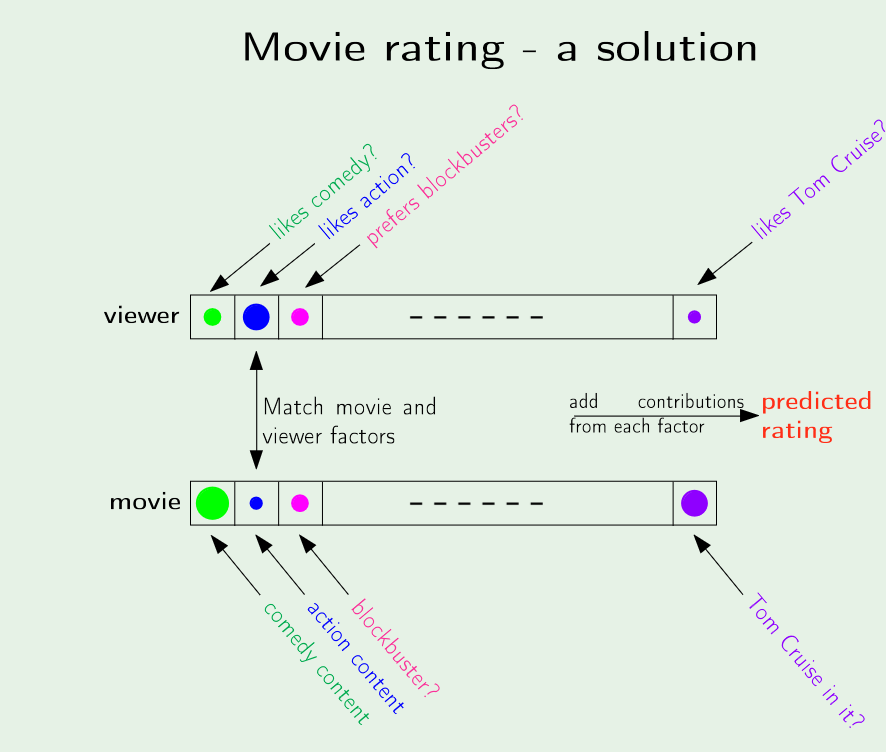 Movie rating - a solution
likes comedy?
likes action?
prefers blockbusters?
likes Tom Cruise?
viewer
Match movie and
viewer factors
add contributions
from each factor
predicted
rating
movie
comedy content
action content
blockbuster?
Tom Cruise in it?